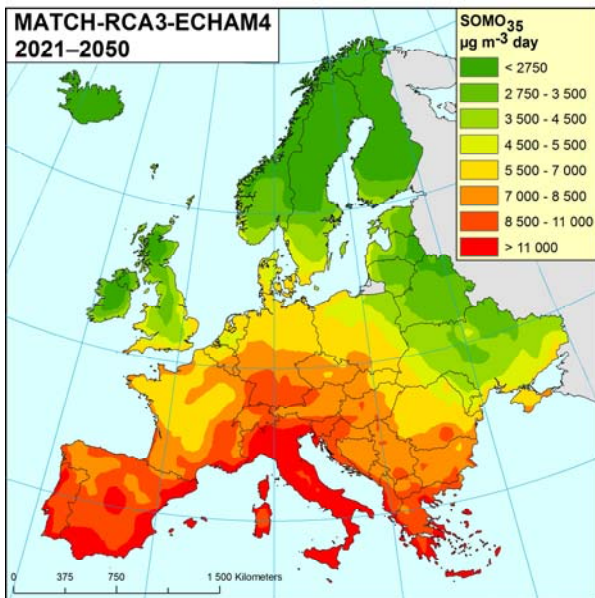 MATCH-RCA3-ECHAM4
2021–2050
SOMO35
µg m-3 day
< 2750
2 750 - 3 500
3 500 - 4 500
4 500 - 5 500
5 500 - 7 000
7 000 - 8 500
8 500 - 11 000
> 11 000
0 375 750 1 500 Kilometers